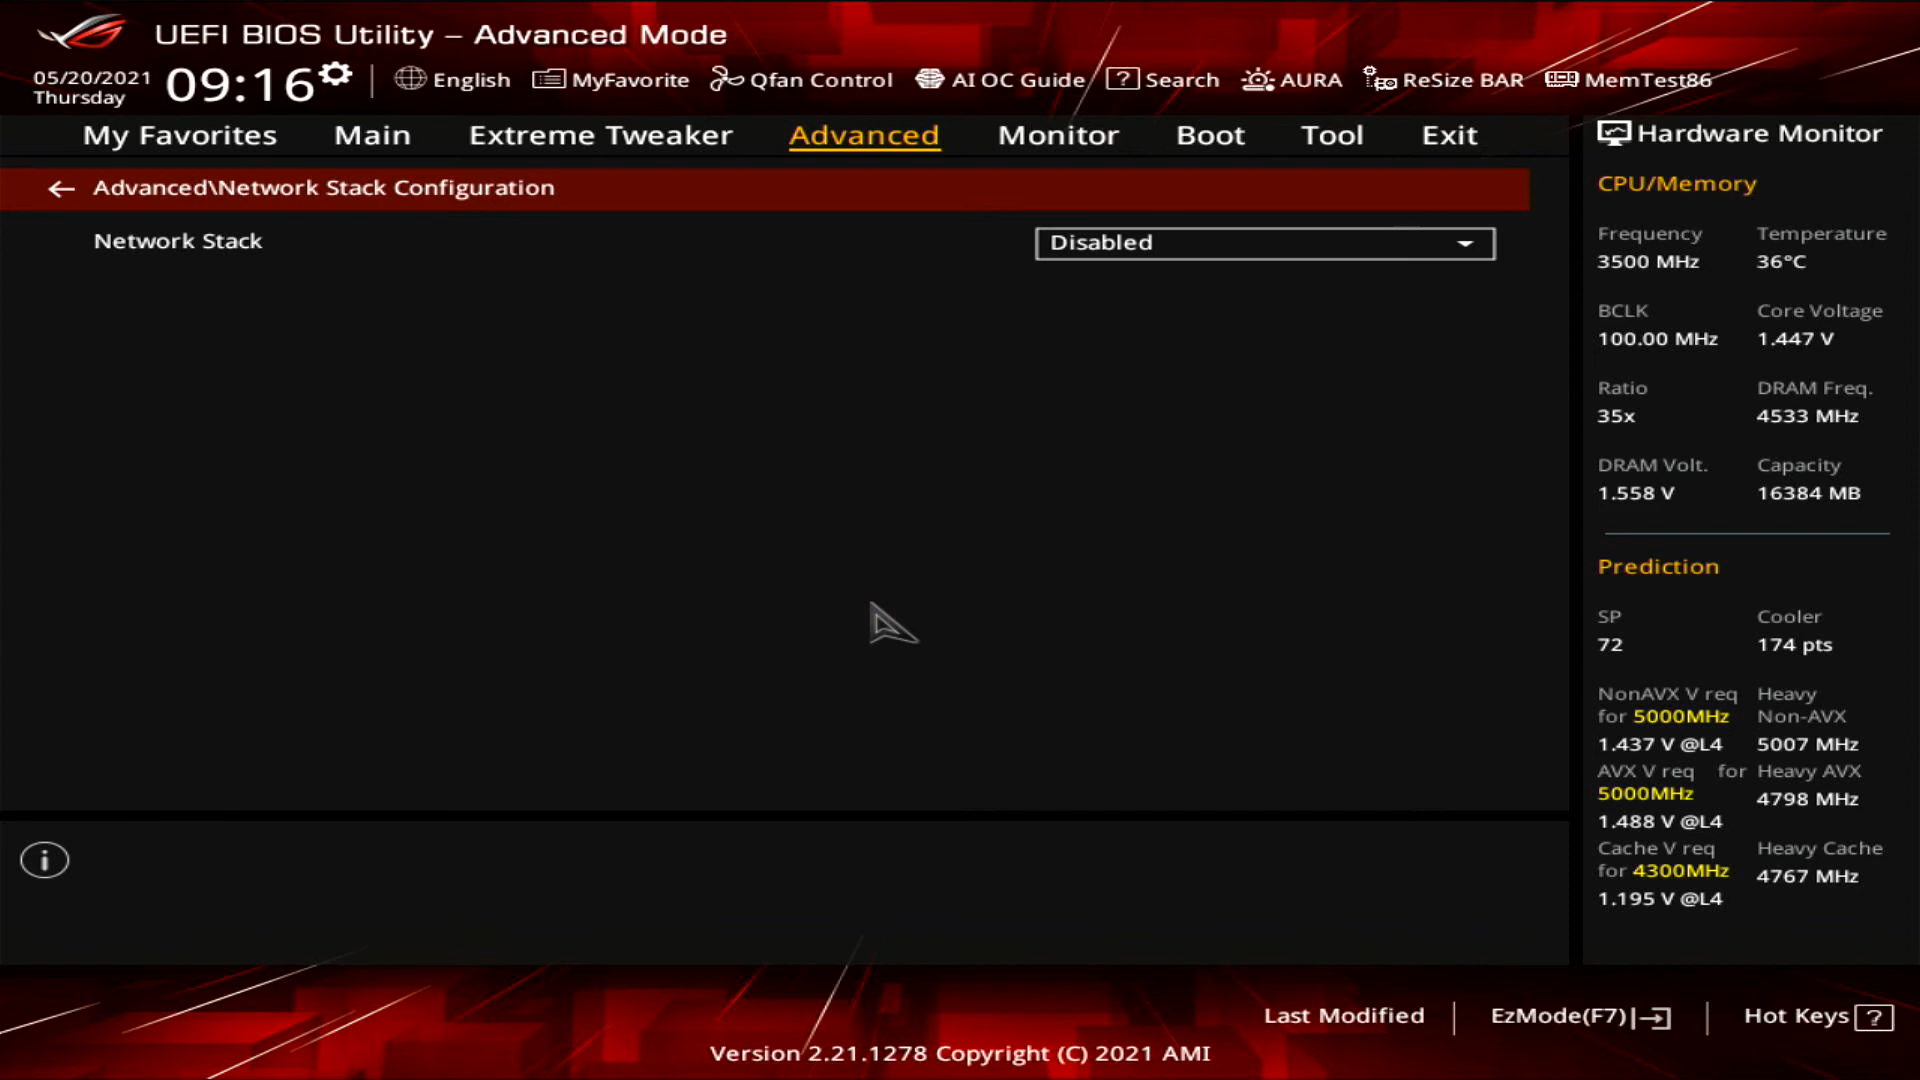 UEFI BIOS Utility – Advanced Mode
05/20/2021
Thursday
09:16
English
MyFavorite
Qfan Control
AI OC Guide
? Search
AURA
ReSize BAR
MemTest86
My Favorites
Main
Extreme Tweaker
Advanced
Monitor
Boot
Tool
Exit
Advanced\Network Stack Configuration
Network Stack
Disabled
i
Hardware Monitor
CPU/Memory
Frequency Temperature
3500 MHz 36°C
BCLK Core Voltage
100.00 MHz 1.447 V
Ratio DRAM Freq.
35x 4533 MHz
DRAM Volt. Capacity
1.558 V 16384 MB
Prediction
SP Cooler
72 174 pts
NonAVX V req Heavy
for 5000MHz Non-AVX
1.437 V @L4 5007 MHz
AVX V req for Heavy AVX
5000MHz 4798 MHz
1.488 V @L4
Cache V req Heavy Cache
for 4300MHz 4767 MHz
1.195 V @L4
Last Modified
EzMode(F7)
Hot Keys ?
Version 2.21.1278 Copyright (C) 2021 AMI